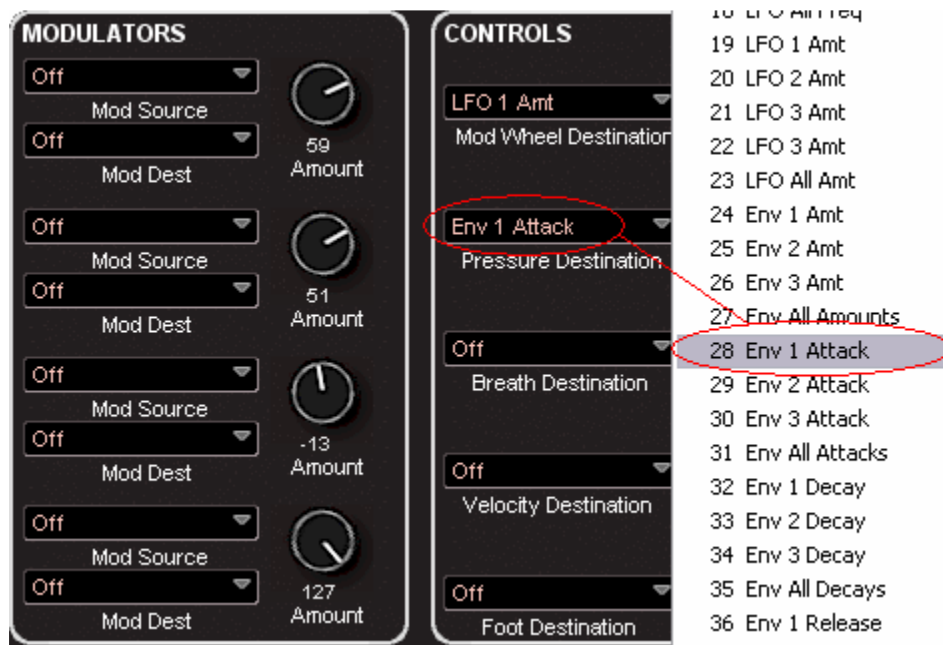 MODULATORS
Off
Mod Source
Off
Mod Dest
59
Amount
Off
Mod Source
Off
Mod Dest
51
Amount
Off
Mod Source
Off
Mod Dest
-13
Amount
Off
Mod Source
Off
Mod Dest
127
Amount
CONTROLS
LFO 1 Amt
Mod Wheel Destination
Env 1 Attack
Pressure Destination
Off
Breath Destination
Off
Velocity Destination
Off
Foot Destination
18 LFO All Freq
19 LFO 1 Amt
20 LFO 2 Amt
21 LFO 3 Amt
22 LFO 3 Amt
23 LFO All Amt
24 Env 1 Amt
25 Env 2 Amt
26 Env 3 Amt
27 Env All Amounts
28 Env 1 Attack
29 Env 2 Attack
30 Env 3 Attack
31 Env All Attacks
32 Env 1 Decay
33 Env 2 Decay
34 Env 3 Decay
35 Env All Decays
36 Env 1 Release